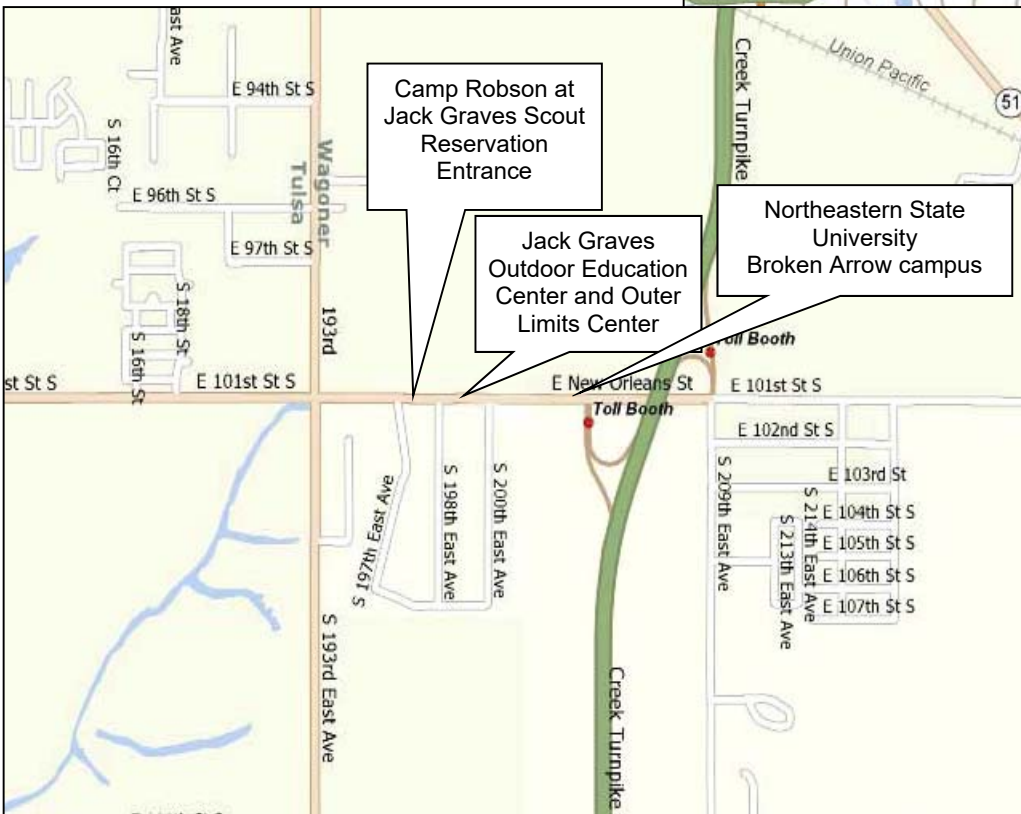 ast Ave
Creek Turnpike
Union Pacific
51
E 94th St S
S 16th Ct
Camp Robson at
Jack Graves Scout
Reservation
Entrance
Wagoner
Tulsa
E 96th St S
E 97th St S
Jack Graves
Outdoor Education
Center and Outer
Limits Center
Northeastern State
University
Broken Arrow campus
S 18th St
S 16th St
193rd
Toll Booth
st St S
E 101st St S
E New Orleans St
E 101st St S
Toll Booth
E 102nd St S
S 197th East Ave
S 198th East Ave
S 200th East Ave
S 209th East Ave
E 103rd St
S 214th East Ave
S 213th East Ave
E 104th St S
E 105th St S
E 106th St S
E 107th St S
S 193rd East Ave
Creek Turnpike